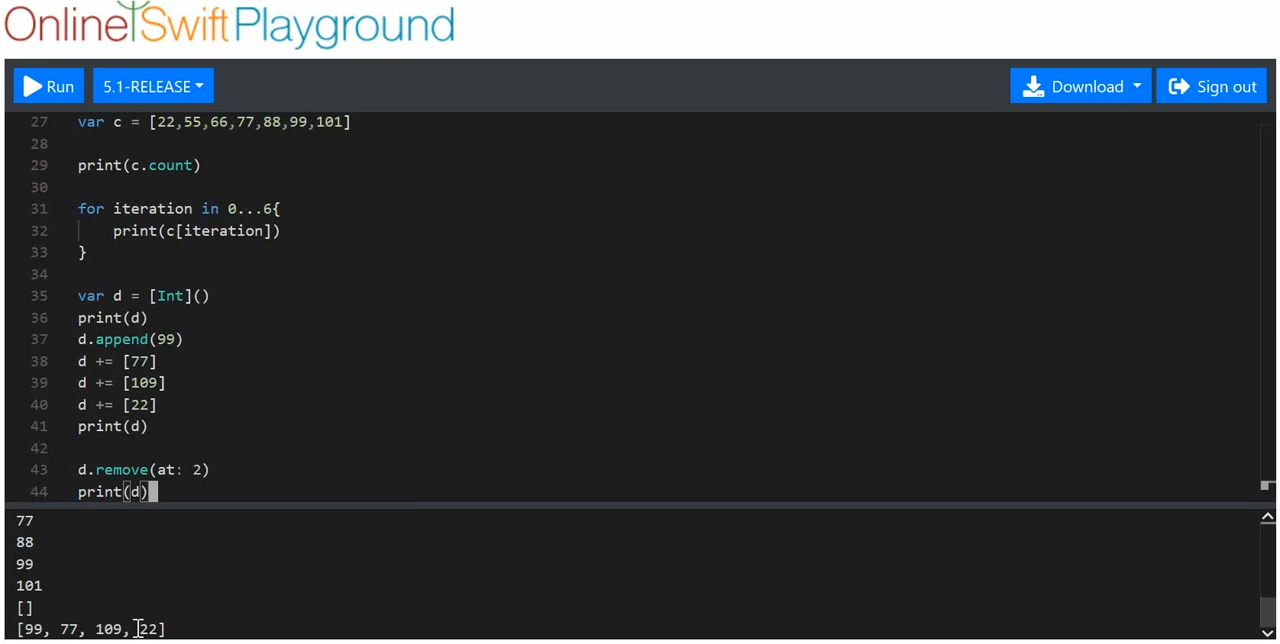 OnlineSwiftPlayground
Run 5.1-RELEASE Download Sign out
27 var c = [22,55,66,77,88,99,101]
28
29 print(c.count)
30
31 for iteration in 0...6{
32 print(c[iteration])
33 }
34
35 var d = [Int]()
36 print(d)
37 d.append(99)
38 d += [77]
39 d += [109]
40 d += [22]
41 print(d)
42
43 d.remove(at: 2)
44 print(d)
77
88
99
101
[]
[99, 77, 109, 22]